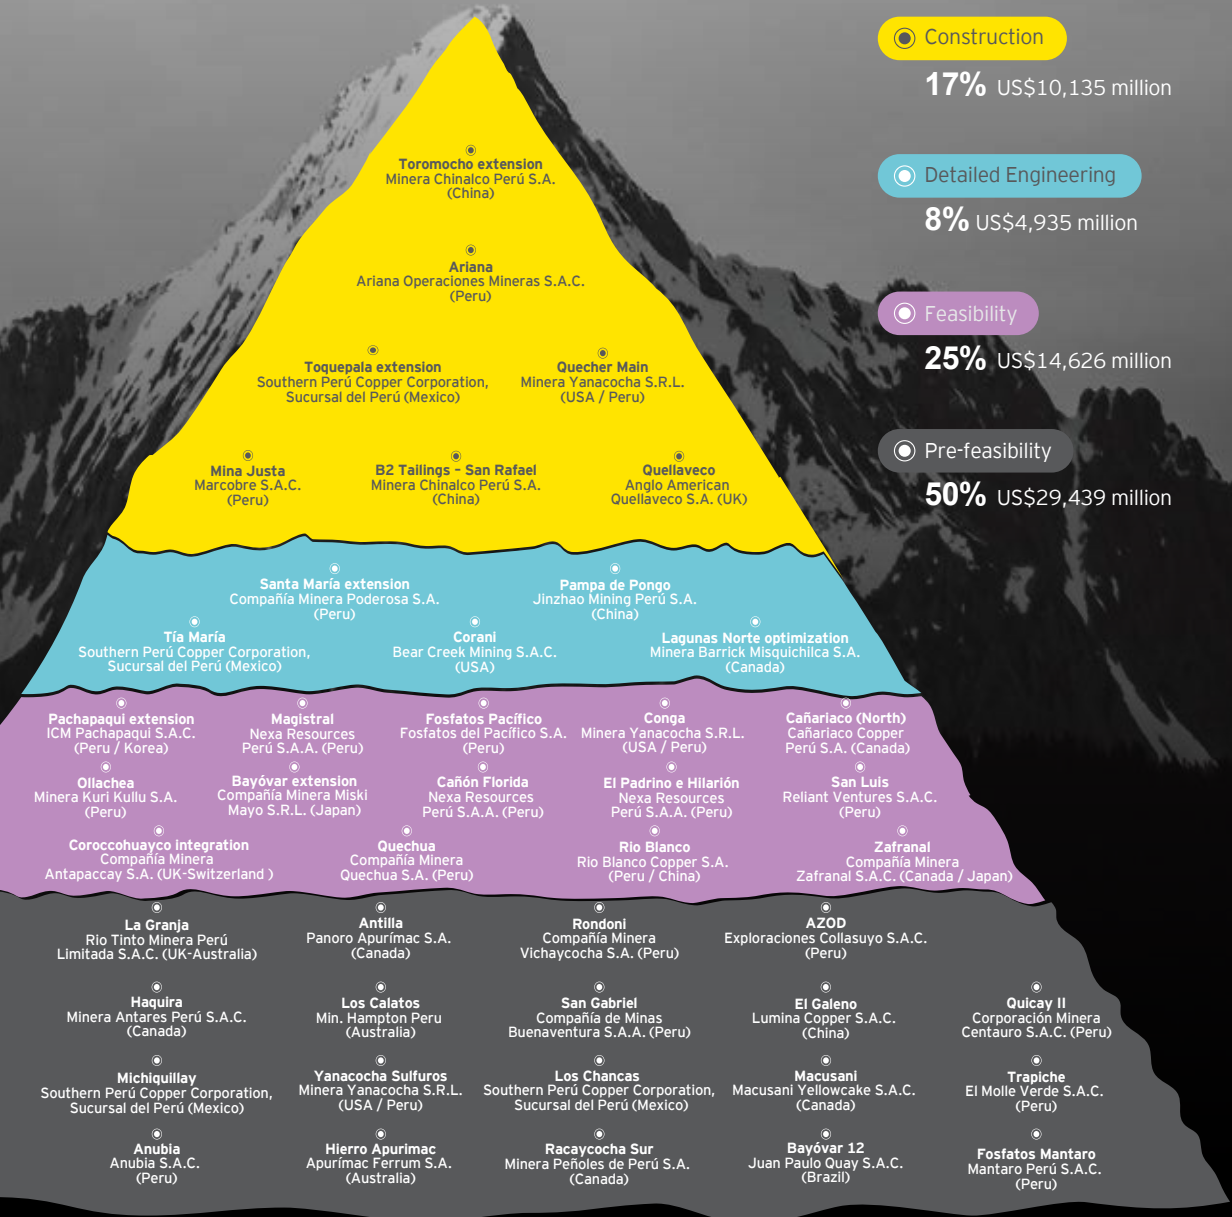 Construction
17% US$10,135 million
Detailed Engineering
8% US$4,935 million
Feasibility
25% US$14,626 million
Pre-feasibility
50% US$29,439 million
Toromocho extension
Minera Chinalco Perú S.A.
(China)
Ariana
Ariana Operaciones Mineras S.A.C.
(Peru)
Toquepala extension
Southern Perú Copper Corporation,
Sucursal del Perú (Mexico)
Quecher Main
Minera Yanacocha S.R.L.
(USA / Peru)
Mina Justa
Marcobre S.A.C.
(Peru)
B2 Tailings - San Rafael
Minera Chinalco Perú S.A.
(China)
Quellaveco
Anglo American
Quellaveco S.A. (UK)
Santa María extension
Compañía Minera Poderosa S.A.
(Peru)
Pampa de Pongo
Jinzhao Mining Perú S.A.
(China)
Tía María
Southern Perú Copper Corporation,
Sucursal del Perú (Mexico)
Corani
Bear Creek Mining S.A.C.
(USA)
Lagunas Norte optimization
Minera Barrick Misquichilca S.A.
(Canada)
Pachapaqui extension
ICM Pachapaqui S.A.C.
(Peru / Korea)
Magistral
Nexa Resources
Perú S.A.A. (Peru)
Fosfatos Pacífico
Fosfatos del Pacífico S.A.
(Peru)
Conga
Minera Yanacocha S.R.L.
(USA / Peru)
Cañariaco (North)
Cañariaco Copper
Perú S.A. (Canada)
Ollachea
Minera Kuri Kullu S.A.
(Peru)
Bayóvar extension
Compañía Minera Miski
Mayo S.R.L. (Japan)
Cañón Florida
Nexa Resources
Perú S.A.A. (Peru)
El Padrino e Hilarión
Nexa Resources
Perú S.A.A. (Peru)
San Luis
Reliant Ventures S.A.C.
(Peru)
Coroccohuayco integration
Compañía Minera
Antapaccay S.A. (UK-Switzerland )
Quechua
Compañía Minera
Quechua S.A. (Peru)
Rio Blanco
Rio Blanco Copper S.A.
(Peru / China)
Zafranal
Compañía Minera
Zafranal S.A.C. (Canada / Japan)
La Granja
Rio Tinto Minera Perú
Limitada S.A.C. (UK-Australia)
Antilla
Panoro Apurímac S.A.
(Canada)
Rondoni
Compañía Minera
Vichaycocha S.A. (Peru)
AZOD
Exploraciones Collasuyo S.A.C.
(Peru)
Haquira
Minera Antares Perú S.A.C.
(Canada)
Los Calatos
Min. Hampton Peru
(Australia)
San Gabriel
Compañía de Minas
Buenaventura S.A.A. (Peru)
El Galeno
Lumina Copper S.A.C.
(China)
Quicay II
Corporación Minera
Centauro S.A.C. (Peru)
Michiquillay
Southern Perú Copper Corporation,
Sucursal del Perú (Mexico)
Yanacocha Sulfuros
Minera Yanacocha S.R.L.
(USA / Peru)
Los Chancas
Southern Perú Copper Corporation,
Sucursal del Perú (Mexico)
Macusani
Macusani Yellowcake S.A.C.
(Canada)
Trapiche
El Molle Verde S.A.C.
(Peru)
Anubia
Anubia S.A.C.
(Peru)
Hierro Apurimac
Apurímac Ferrum S.A.
(Australia)
Racaycocha Sur
Minera Peñoles de Perú S.A.
(Canada)
Bayóvar 12
Juan Paulo Quay S.A.C.
(Brazil)
Fosfatos Mantaro
Mantaro Perú S.A.C.
(Peru)